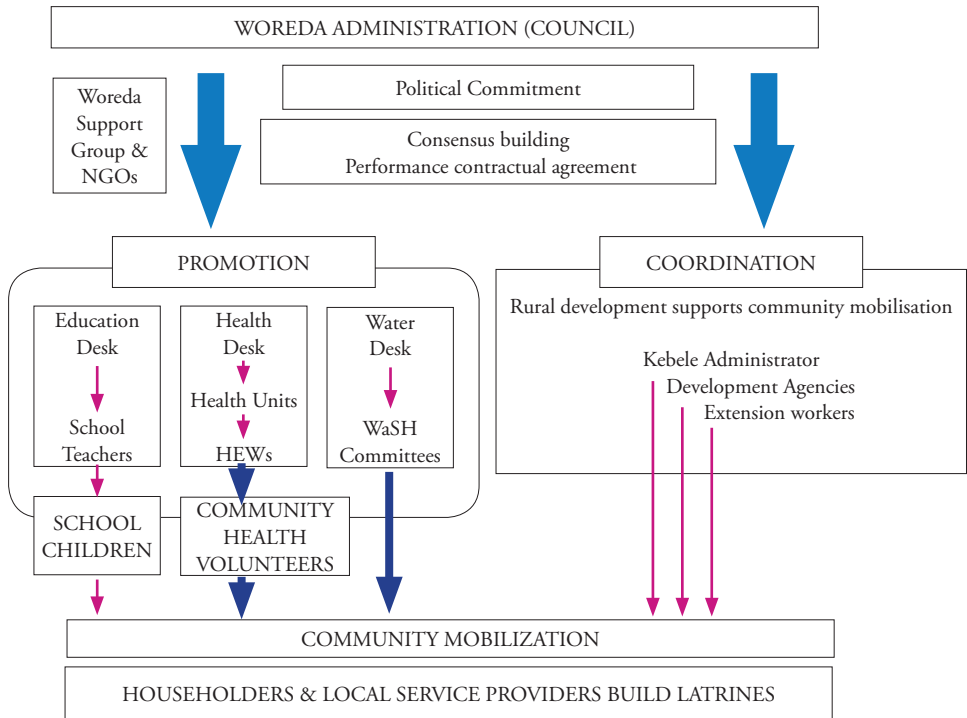 WOREDA ADMINISTRATION (COUNCIL)
Woreda
Support
Group &
NGOs
Political Commitment
Consensus building
Performance contractual agreement
PROMOTION
Education
Desk
School
Teachers
Health
Desk
Health Units
HEWs
Water
Desk
WaSH
Committees
SCHOOL
CHILDREN
COMMUNITY
HEALTH
VOLUNTEERS
COORDINATION
Rural development supports community mobilisation
Kebele Administrator
Development Agencies
Extension workers
COMMUNITY MOBILIZATION
HOUSEHOLDERS & LOCAL SERVICE PROVIDERS BUILD LATRINES